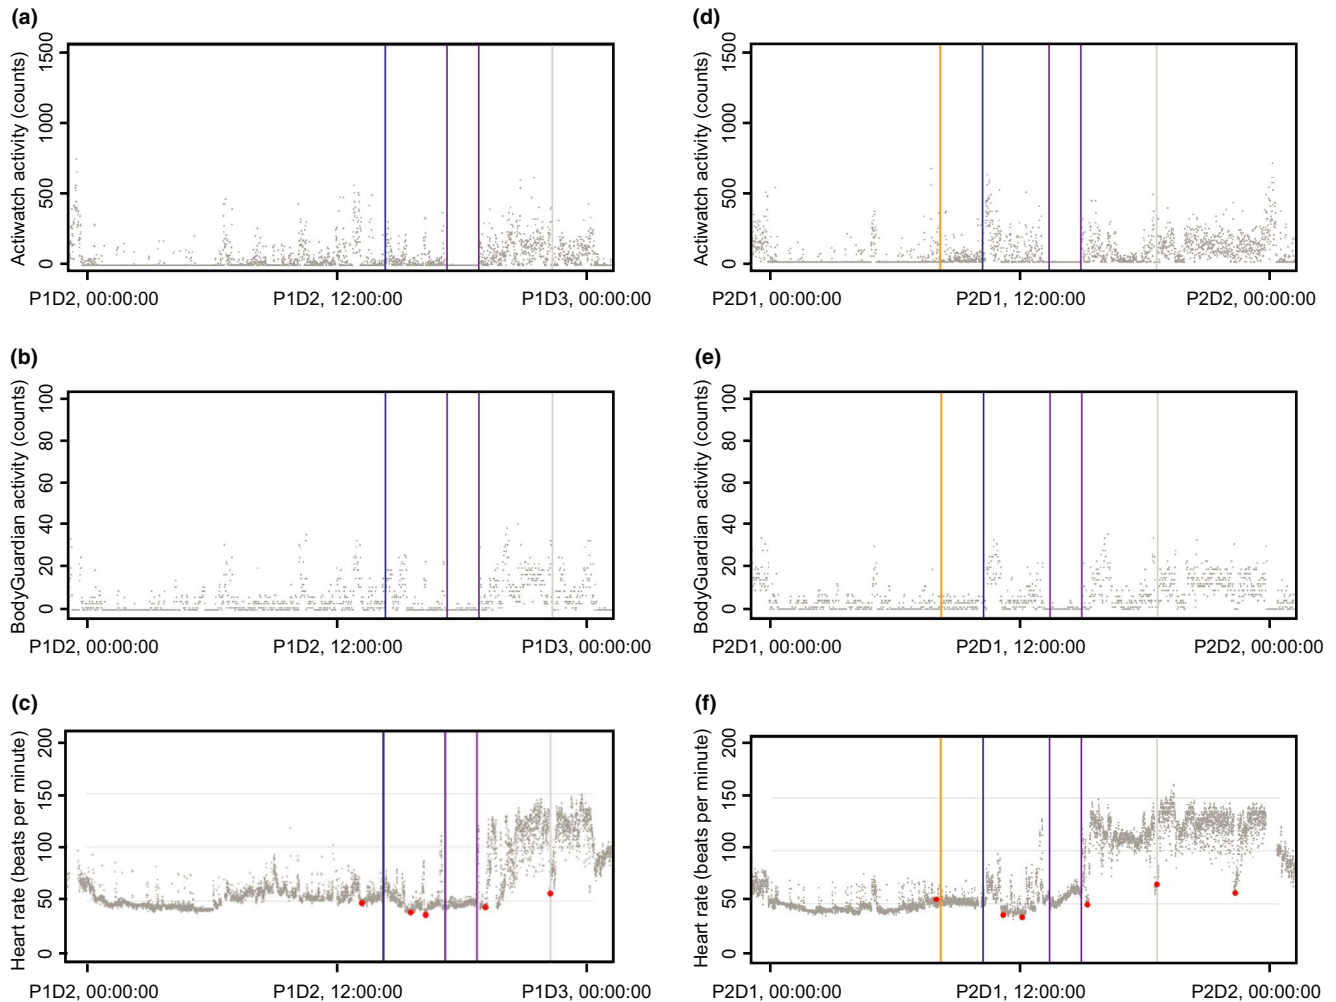 (a)
Actiwatch activity (counts)
1500
1000
500
0
P1D2, 00:00:00 P1D2, 12:00:00 P1D3, 00:00:00
(d)
Actiwatch activity (counts)
1500
1000
500
0
P2D1, 00:00:00 P2D1, 12:00:00 P2D2, 00:00:00
(b)
BodyGuardian activity (counts)
100
80
60
40
20
0
P1D2, 00:00:00 P1D2, 12:00:00 P1D3, 00:00:00
(e)
BodyGuardian activity (counts)
100
80
60
40
20
0
P2D1, 00:00:00 P2D1, 12:00:00 P2D2, 00:00:00
(c)
Heart rate (beats per minute)
200
150
100
50
0
P1D2, 00:00:00 P1D2, 12:00:00 P1D3, 00:00:00
(f)
Heart rate (beats per minute)
200
150
100
50
0
P2D1, 00:00:00 P2D1, 12:00:00 P2D2, 00:00:00